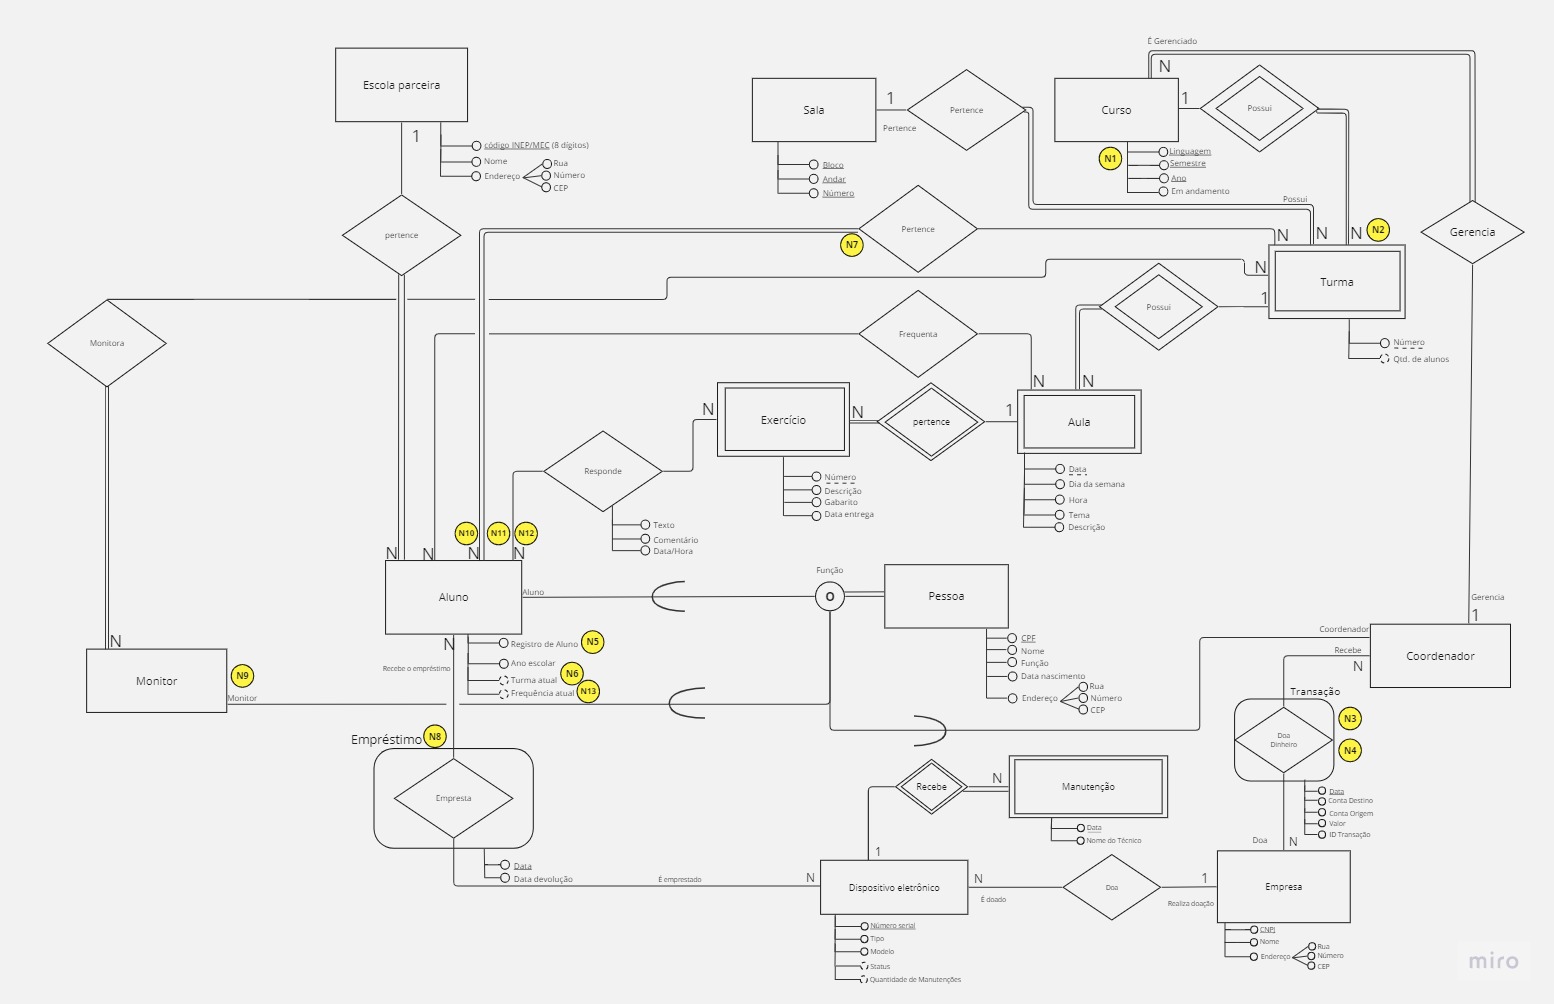 É Gerenciado
N
Escola parceira
Sala
1
Pertence
Pertence
Curso
1
Possui
1
código INEP/MEC (8 dígitos)
Nome
Endereço
Rua
Número
CEP
Bloco
Andar
Número
N1
Linguagem
Semestre
Ano
Em andamento
Possui
pertence
Pertence
N7
N
N
N
N2
Gerencia
N
Turma
1
Possui
Monitora
Frequenta
Número
Qtd. de alunos
N
N
N
Exercício
N
pertence
1
Aula
Responde
Número
Descrição
Gabarito
Data entrega
Data
Dia da semana
Hora
Tema
Descrição
Texto
Comentário
Data/Hora
N10
N11
N12
N
N
N
N
Aluno
Aluno
Função
O
Pessoa
Gerencia
1
Coordenador
Recebe
N
Coordenador
N
Monitor
N9
Monitor
N
Recebe o empréstimo
Registro de Aluno
N5
Ano escolar
Turma atual
N6
Frequência atual
N13
CPF
Nome
Função
Data nascimento
Endereço
Rua
Número
CEP
Transação
N3
N4
Doa
Dinheiro
Data
Conta Destino
Conta Origem
Valor
ID Transação
Doa
N
Empréstimo
N8
Empresta
Data
Data devolução
É emprestado
N
Recebe
N
Manutenção
Data
Nome do Técnico
1
Dispositivo eletrônico
N
É doado
Doa
1
Realiza doação
Empresa
Número serial
Tipo
Modelo
Status
Quantidade de Manutenções
CNPJ
Nome
Endereço
Rua
Número
CEP
miro